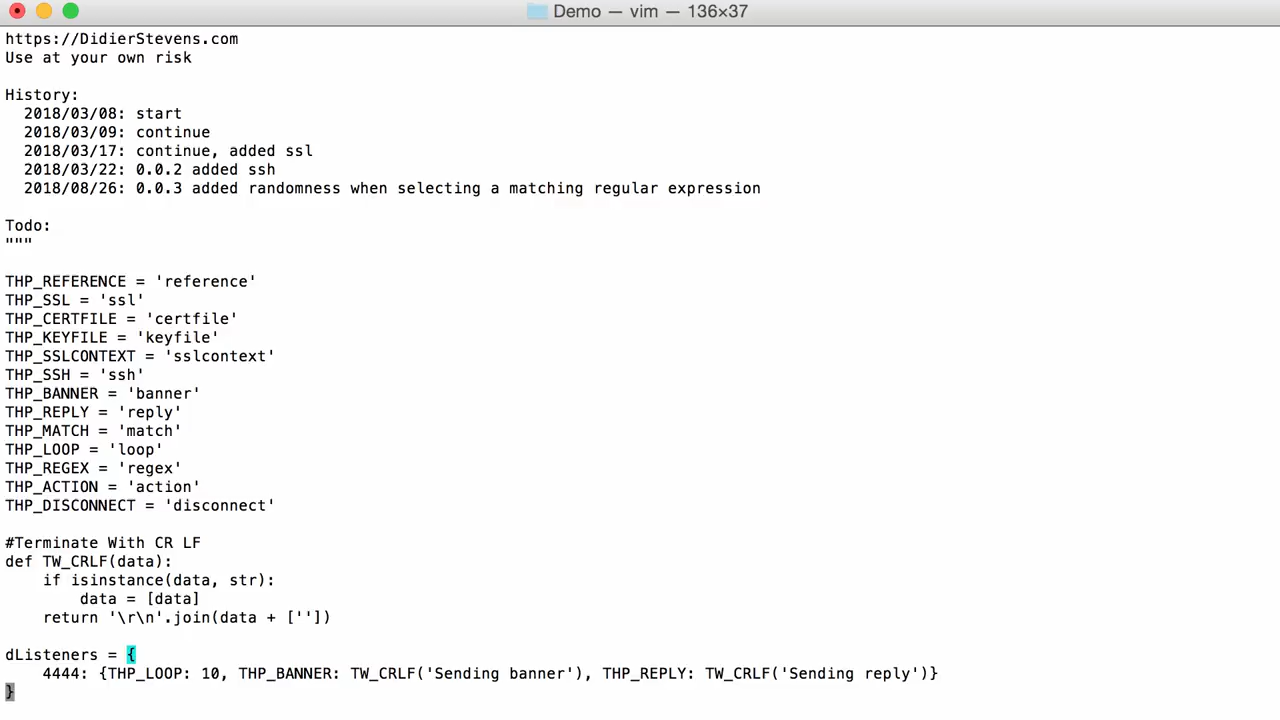 Demo — vim — 136×37
https://DidierStevens.com
Use at your own risk
History:
  2018/03/08: start
  2018/03/09: continue
  2018/03/17: continue, added ssl
  2018/03/22: 0.0.2 added ssh
  2018/08/26: 0.0.3 added randomness when selecting a matching regular expression
Todo:
"""
THP_REFERENCE = 'reference'
THP_SSL = 'ssl'
THP_CERTFILE = 'certfile'
THP_KEYFILE = 'keyfile'
THP_SSLCONTEXT = 'sslcontext'
THP_SSH = 'ssh'
THP_BANNER = 'banner'
THP_REPLY = 'reply'
THP_MATCH = 'match'
THP_LOOP = 'loop'
THP_REGEX = 'regex'
THP_ACTION = 'action'
THP_DISCONNECT = 'disconnect'
#Terminate With CR LF
def TW_CRLF(data):
    if isinstance(data, str):
        data = [data]
    return '\r\n'.join(data + [''])
dListeners = {
    4444: {THP_LOOP: 10, THP_BANNER: TW_CRLF('Sending banner'), THP_REPLY: TW_CRLF('Sending reply')}
}